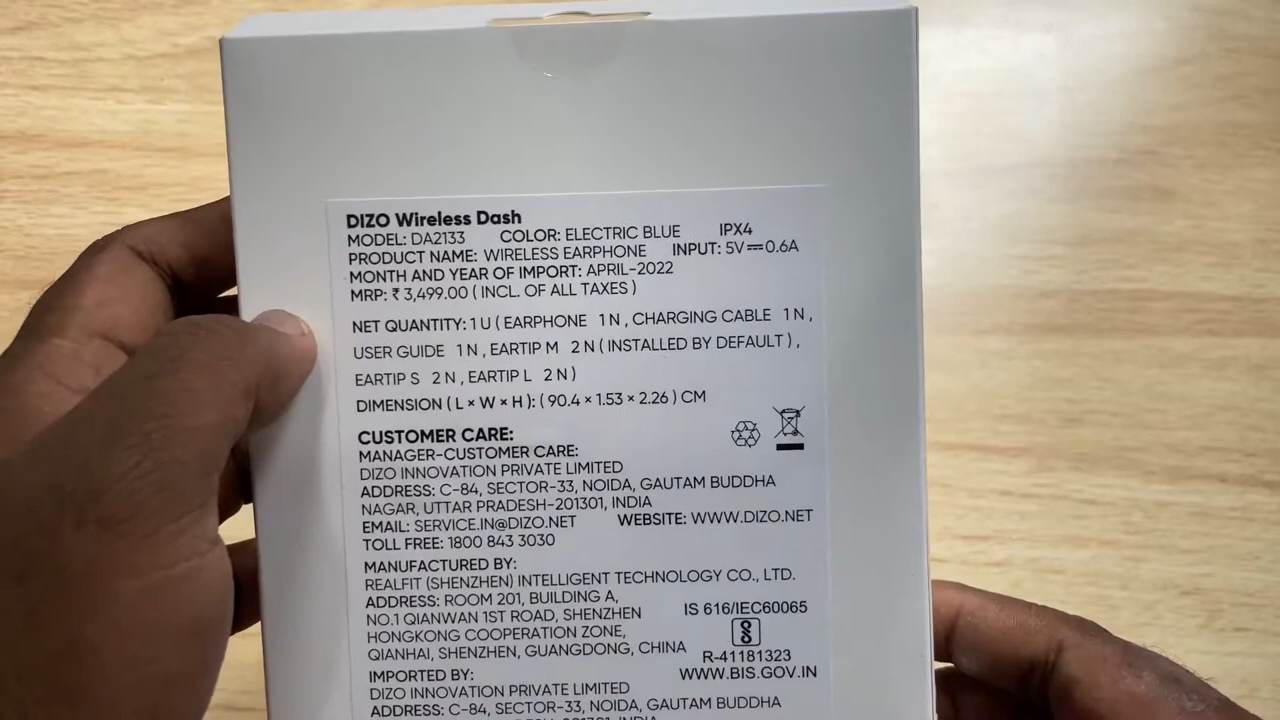 DIZO Wireless Dash
MODEL: DA2133 COLOR: ELECTRIC BLUE IPX4
PRODUCT NAME: WIRELESS EARPHONE INPUT: 5V⎓0.6A
MONTH AND YEAR OF IMPORT: APRIL-2022
MRP: ₹ 3,499.00 ( INCL. OF ALL TAXES )
NET QUANTITY: 1 U ( EARPHONE 1 N , CHARGING CABLE 1 N ,
USER GUIDE 1 N , EARTIP M 2 N ( INSTALLED BY DEFAULT ) ,
EARTIP S 2 N , EARTIP L 2 N )
DIMENSION ( L × W × H ): ( 90.4 × 1.53 × 2.26 ) CM
CUSTOMER CARE:
MANAGER-CUSTOMER CARE:
DIZO INNOVATION PRIVATE LIMITED
ADDRESS: C-84, SECTOR-33, NOIDA, GAUTAM BUDDHA
NAGAR, UTTAR PRADESH-201301, INDIA
EMAIL: SERVICE.IN@DIZO.NET WEBSITE: WWW.DIZO.NET
TOLL FREE: 1800 843 3030
MANUFACTURED BY:
REALFIT (SHENZHEN) INTELLIGENT TECHNOLOGY CO., LTD.
ADDRESS: ROOM 201, BUILDING A,
NO.1 QIANWAN 1ST ROAD, SHENZHEN
HONGKONG COOPERATION ZONE,
QIANHAI, SHENZHEN, GUANGDONG, CHINA
IS 616/IEC60065
R-41181323
WWW.BIS.GOV.IN
IMPORTED BY:
DIZO INNOVATION PRIVATE LIMITED
ADDRESS: C-84, SECTOR-33, NOIDA, GAUTAM BUDDHA